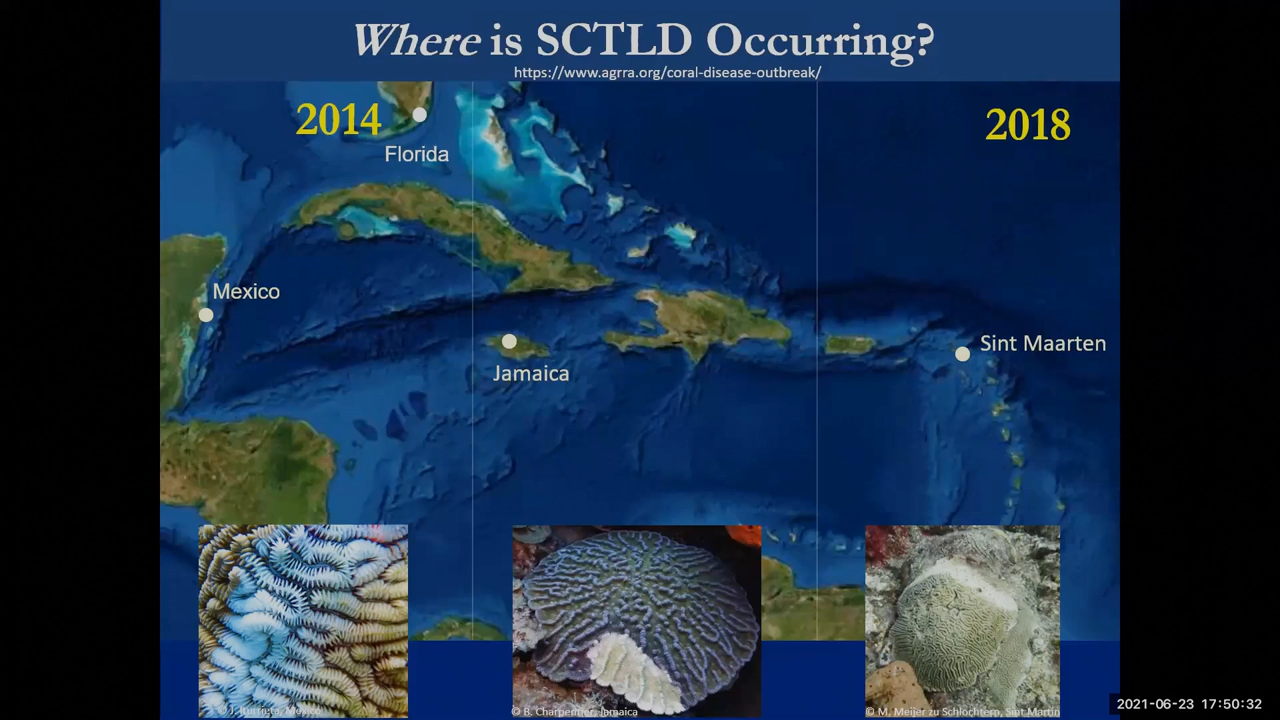 Where is SCTLD Occurring?
https://www.agrra.org/coral-disease-outbreak/
2014
2018
Florida
Mexico
Sint Maarten
Jamaica
Mexico
© B. Charpentier, Jamaica
© M. Meijer zu Schlochtern, Sint Martin
2021-06-23 17:50:32